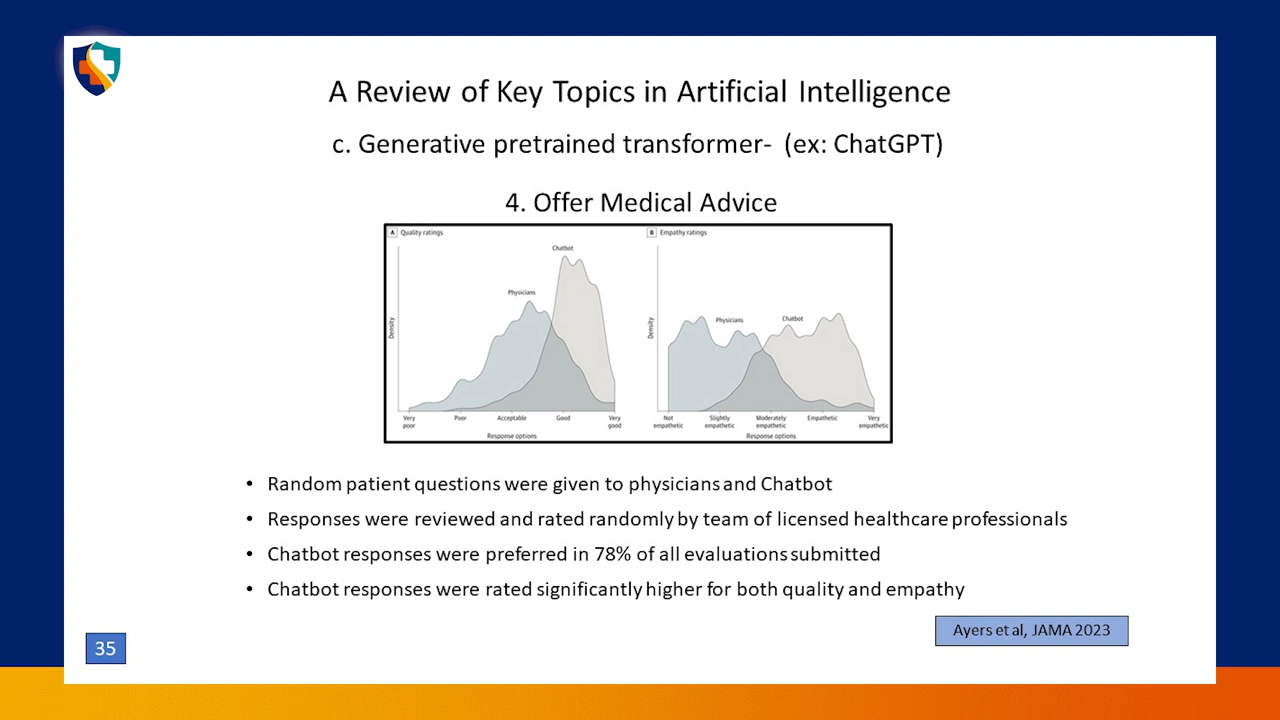 A Review of Key Topics in Artificial Intelligence
c. Generative pretrained transformer- (ex: ChatGPT)
4. Offer Medical Advice
A Quality ratings
Chatbot
Physicians
Density
Very poor
Poor
Acceptable
Good
Very good
Response options
B Empathy ratings
Physicians
Chatbot
Density
Not empathetic
Slightly empathetic
Moderately empathetic
Empathetic
Very empathetic
Response options
• Random patient questions were given to physicians and Chatbot
• Responses were reviewed and rated randomly by team of licensed healthcare professionals
• Chatbot responses were preferred in 78% of all evaluations submitted
• Chatbot responses were rated significantly higher for both quality and empathy
Ayers et al, JAMA 2023
35